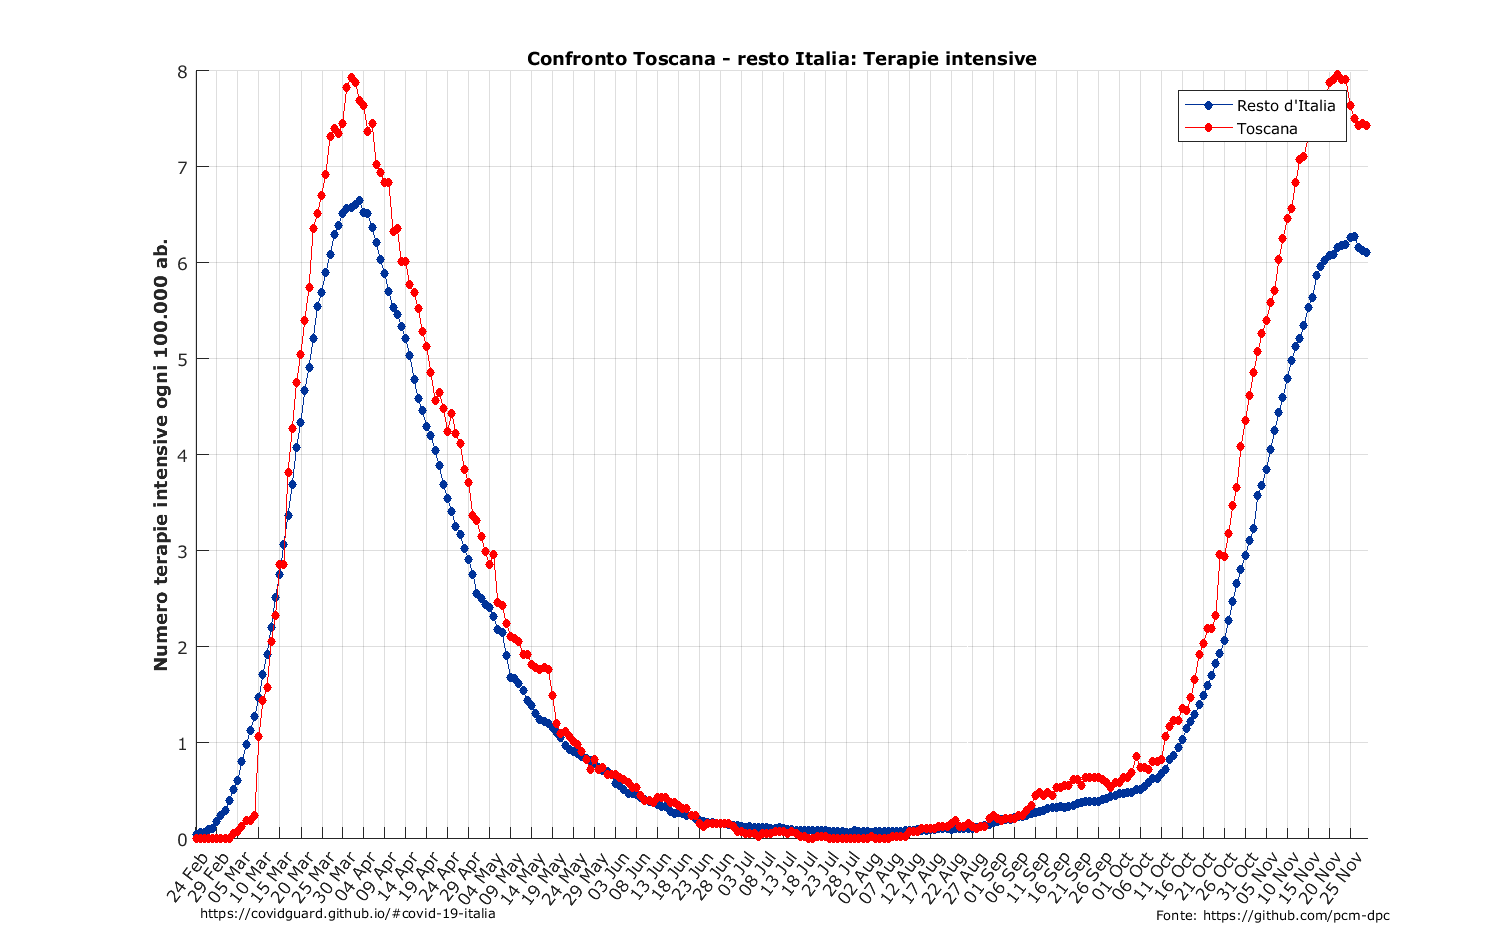 Confronto Toscana - resto Italia: Terapie intensive
Numero terapie intensive ogni 100.000 ab.
8
7
6
5
4
3
2
1
0
Resto d'Italia
Toscana
24 Feb
29 Feb
05 Mar
10 Mar
15 Mar
20 Mar
25 Mar
30 Mar
04 Apr
09 Apr
14 Apr
19 Apr
24 Apr
29 Apr
04 May
09 May
14 May
19 May
24 May
29 May
03 Jun
08 Jun
13 Jun
18 Jun
23 Jun
28 Jun
03 Jul
08 Jul
13 Jul
18 Jul
23 Jul
28 Jul
02 Aug
07 Aug
12 Aug
17 Aug
22 Aug
27 Aug
01 Sep
06 Sep
11 Sep
16 Sep
21 Sep
26 Sep
01 Oct
06 Oct
11 Oct
16 Oct
21 Oct
26 Oct
31 Oct
05 Nov
10 Nov
15 Nov
20 Nov
25 Nov
https://covidguard.github.io/#covid-19-italia
Fonte: https://github.com/pcm-dpc